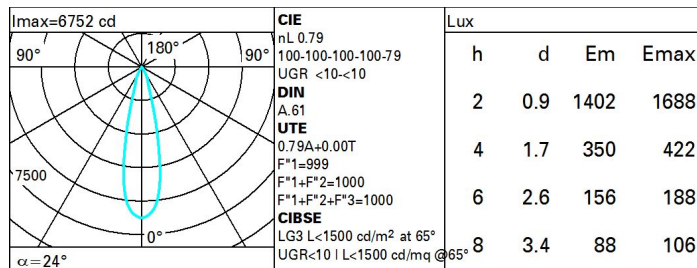 Imax=6752 cd
90°
180°
90°
7500
0°
α=24°
CIE
nL 0.79
100-100-100-100-79
UGR <10-<10
DIN
A.61
UTE
0.79A+0.00T
F"1=999
F"1+F"2=1000
F"1+F"2+F"3=1000
CIBSE
LG3 L<1500 cd/m² at 65°
UGR<10 | L<1500 cd/mq @65°
Lux
h d Em Emax
2 0.9 1402 1688
4 1.7 350 422
6 2.6 156 188
8 3.4 88 106